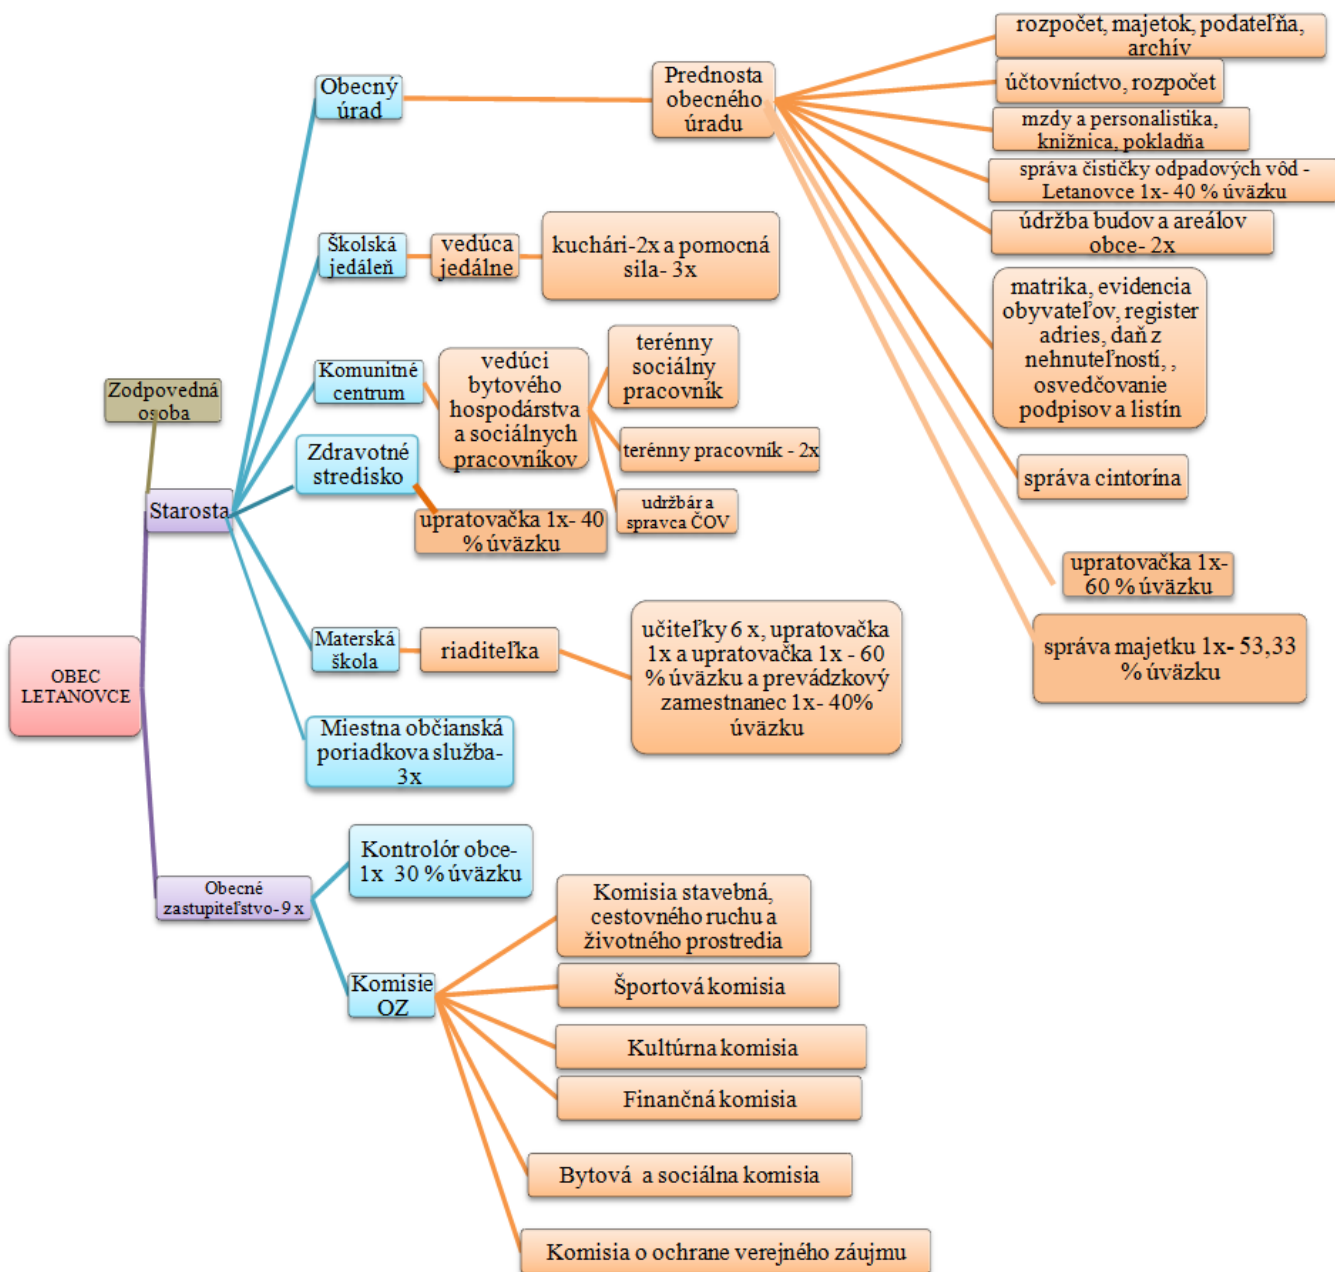 OBEC
LETANOVCE
Zodpovedná
osoba
Starosta
Obecný
úrad
Prednosta
obecného
úradu
rozpočet, majetok, podateľňa,
archív
účtovníctvo, rozpočet
mzdy a personalistika,
knižnica, pokladňa
správa čističky odpadových vôd -
Letanovce 1x- 40 % úväzku
údržba budov a areálov
obce- 2x
matrika, evidencia
obyvateľov, register
adries, daň z
nehnuteľností, ,
osvedčovanie
podpisov a listín
správa cintorína
upratovačka 1x-
60 % úväzku
správa majetku 1x- 53,33
% úväzku
Školská
jedáleň
vedúca
jedálne
kuchári-2x a pomocná
sila- 3x
Komunitné
centrum
vedúci
bytového
hospodárstva
a sociálnych
pracovníkov
terénny
sociálny
pracovník
terénny pracovník - 2x
udržbár a
spravca ČOV
Zdravotné
stredisko
upratovačka 1x- 40
% úväzku
Materská
škola
riaditeľka
učiteľky 6 x, upratovačka
1x a upratovačka 1x - 60
% úväzku a prevádzkový
zamestnanec 1x- 40%
úväzku
Miestna občianská
poriadkova služba-
3x
Obecné
zastupiteľstvo- 9 x
Kontrolór obce-
1x  30 % úväzku
Komisie
OZ
Komisia stavebná,
cestovného ruchu a
životného prostredia
Športová komisia
Kultúrna komisia
Finančná komisia
Bytová  a sociálna komisia
Komisia o ochrane verejného záujmu